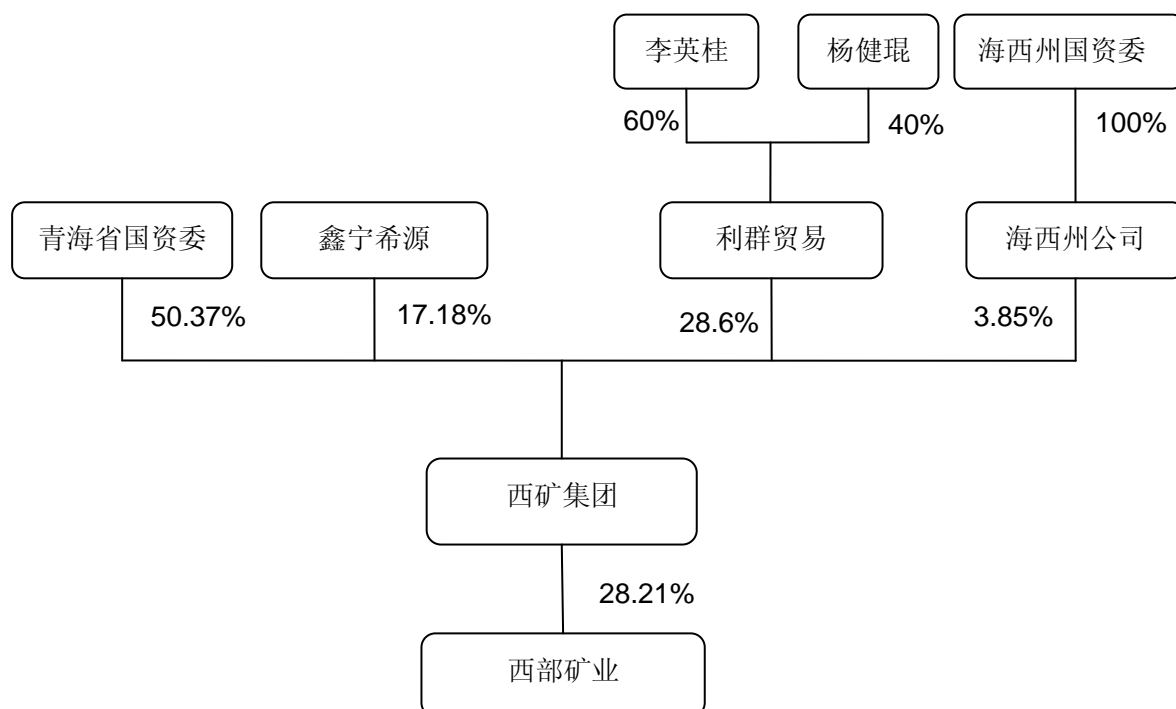 李英桂
杨健琨
海西州国资委
60%
40%
100%
青海省国资委
鑫宁希源
利群贸易
海西州公司
50.37%
17.18%
28.6%
3.85%
西矿集团
28.21%
西部矿业